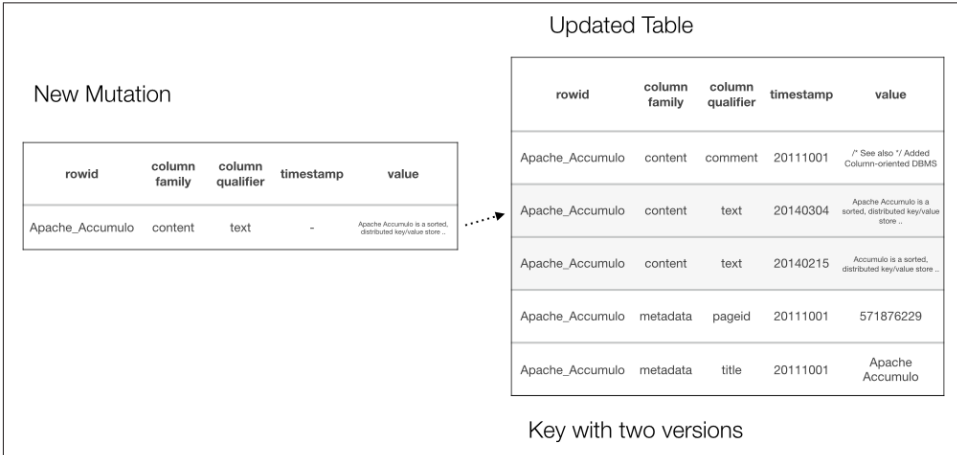 Updated Table
New Mutation
rowid column family column qualifier timestamp value
Apache_Accumulo content text - Apache Accumulo is a sorted, distributed key/value store ..
rowid column family column qualifier timestamp value
Apache_Accumulo content comment 20111001 /* See also */ Added Column-oriented DBMS
Apache_Accumulo content text 20140304 Apache Accumulo is a sorted, distributed key/value store ..
Apache_Accumulo content text 20140215 Accumulo is a sorted, distributed key/value store ..
Apache_Accumulo metadata pageid 20111001 571876229
Apache_Accumulo metadata title 20111001 Apache Accumulo
Key with two versions